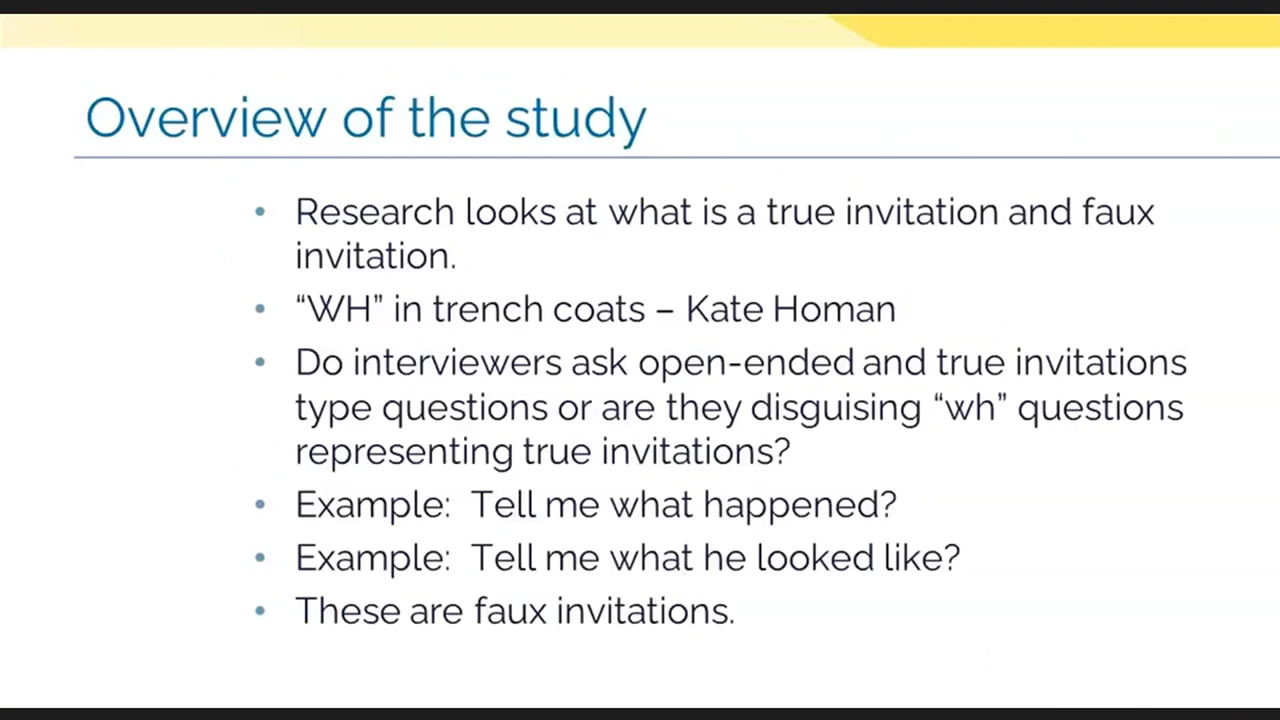 Overview of the study
• Research looks at what is a true invitation and faux
invitation.
• “WH” in trench coats – Kate Homan
• Do interviewers ask open-ended and true invitations
type questions or are they disguising “wh” questions
representing true invitations?
• Example:  Tell me what happened?
• Example:  Tell me what he looked like?
• These are faux invitations.